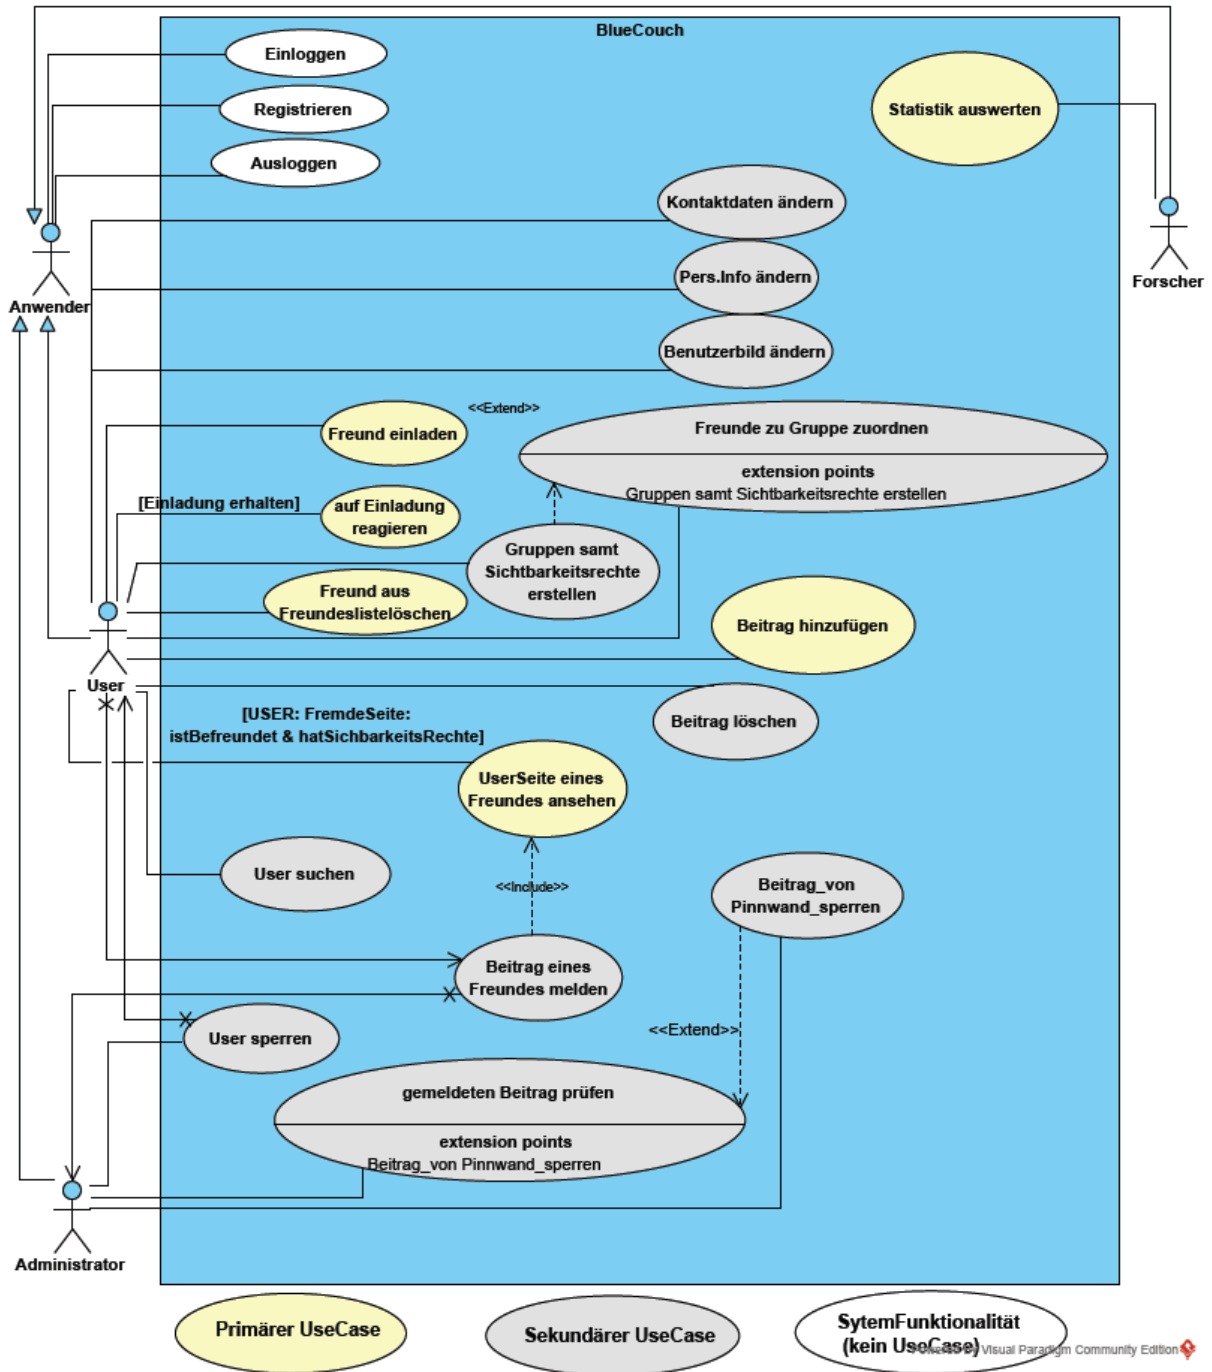 BlueCouch
Einloggen
Registrieren
Ausloggen
Statistik auswerten
Kontaktdaten ändern
Pers.Info ändern
Benutzerbild ändern
Anwender
Forscher
<<Extend>>
Freund einladen
Freunde zu Gruppe zuordnen
extension points
Gruppen samt Sichtbarkeitsrechte erstellen
[Einladung erhalten]
auf Einladung
reagieren
Gruppen samt
Sichtbarkeitsrechte
erstellen
Freund aus
Freundeslistelöschen
Beitrag hinzufügen
User
[USER: FremdeSeite:
istBefreundet & hatSichbarkeitsRechte]
Beitrag löschen
UserSeite eines
Freundes ansehen
User suchen
<<Include>>
Beitrag_von
Pinnwand_sperren
Beitrag eines
Freundes melden
<<Extend>>
User sperren
gemeldeten Beitrag prüfen
extension points
Beitrag_von Pinnwand_sperren
Administrator
Primärer UseCase
Sekundärer UseCase
SytemFunktionalität
(kein UseCase)
Powered by Visual Paradigm Community Edition